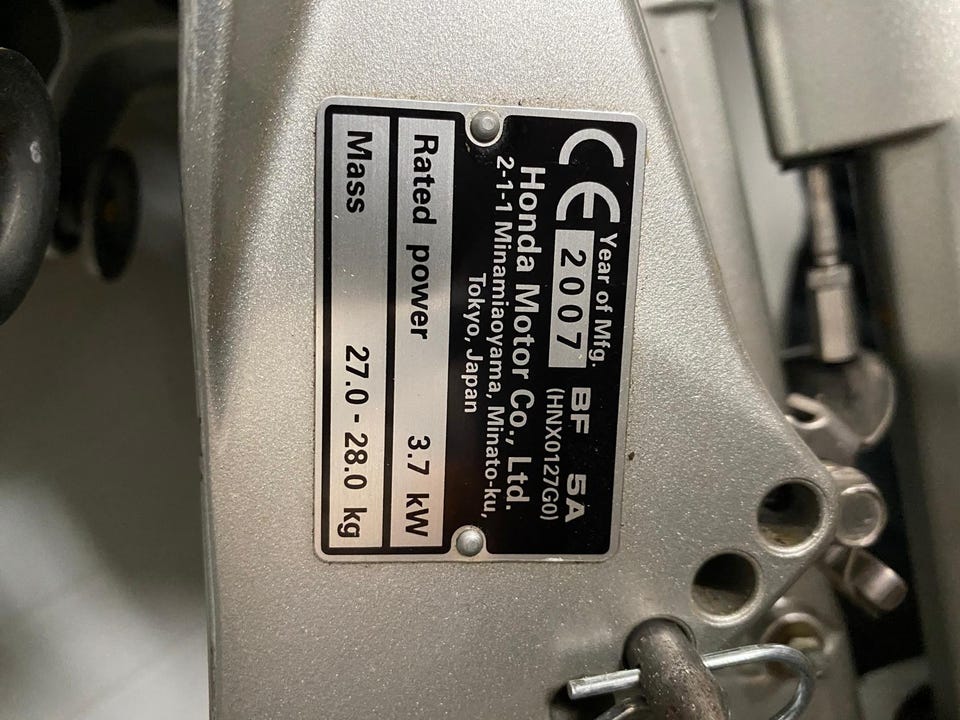 CE Year of Mfg. BF 5A
2007 (HNX0127G0)
Honda Motor Co., Ltd.
2-1-1 Minamiaoyama, Minato-ku,
Tokyo, Japan
Rated power 3.7 kW
Mass 27.0 - 28.0 kg